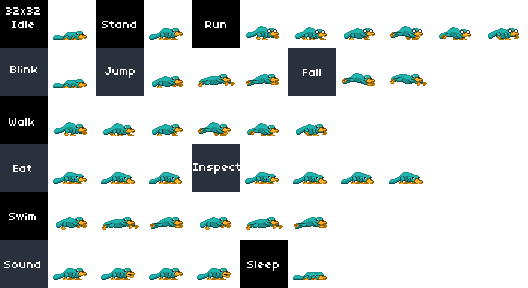 32x32
Idle
Stand
Run
Blink
Jump
Fall
Walk
Eat
Inspect
Swim
Sound
Sleep